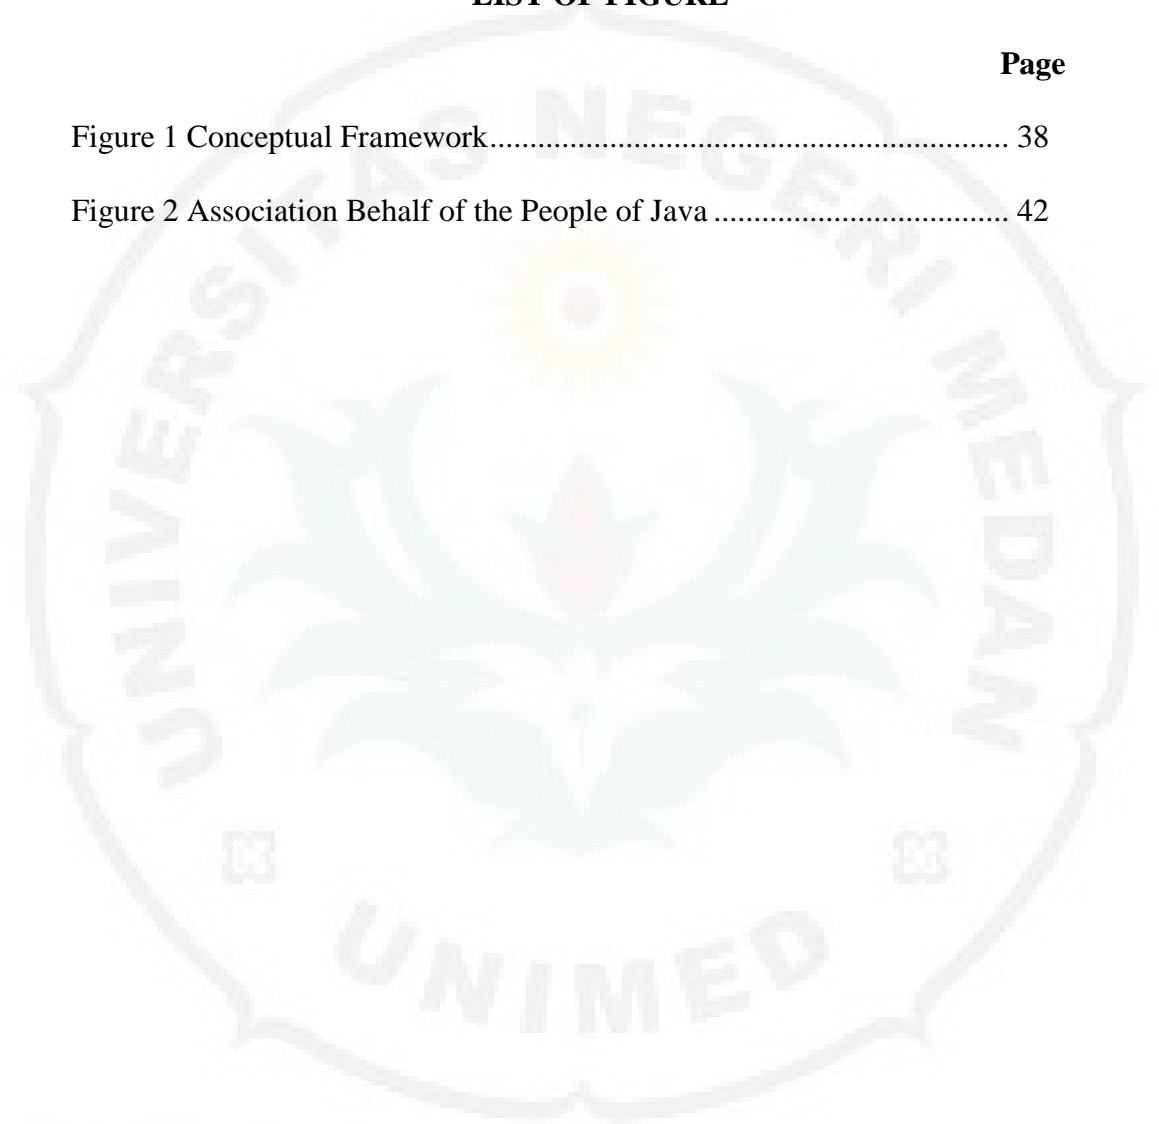 LIST OF FIGURE
Page
Figure 1 Conceptual Framework................................................................ 38
Figure 2 Association Behalf of the People of Java .................................... 42
UNIVERSITAS NEGERI MEDAN
UNIMED